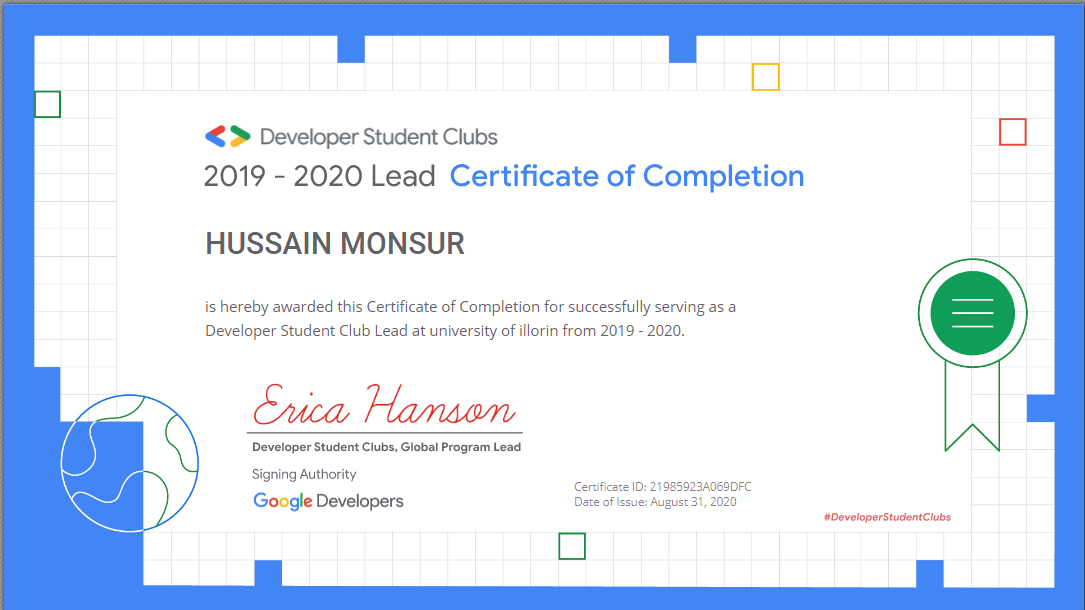 Developer Student Clubs
2019 - 2020 Lead Certificate of Completion
HUSSAIN MONSUR
is hereby awarded this Certificate of Completion for successfully serving as a
Developer Student Club Lead at university of illorin from 2019 - 2020.
Erica Hanson
Developer Student Clubs, Global Program Lead
Signing Authority
Google Developers
Certificate ID: 21985923A069DFC
Date of Issue: August 31, 2020
#DeveloperStudentClubs